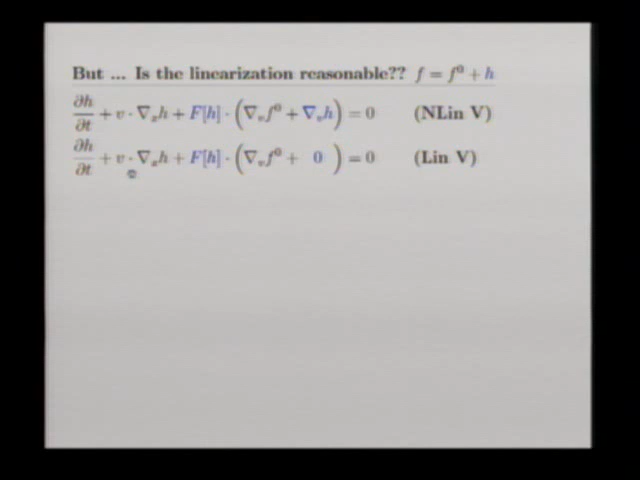 But ... Is the linearization reasonable?? f = f⁰ + h
∂h/∂t + v · ∇ₓh + F[h] · (∇ᵥf⁰ + ∇ᵥh) = 0 (NLin V)
∂h/∂t + v · ∇ₓh + F[h] · (∇ᵥf⁰ + 0 ) = 0 (Lin V)